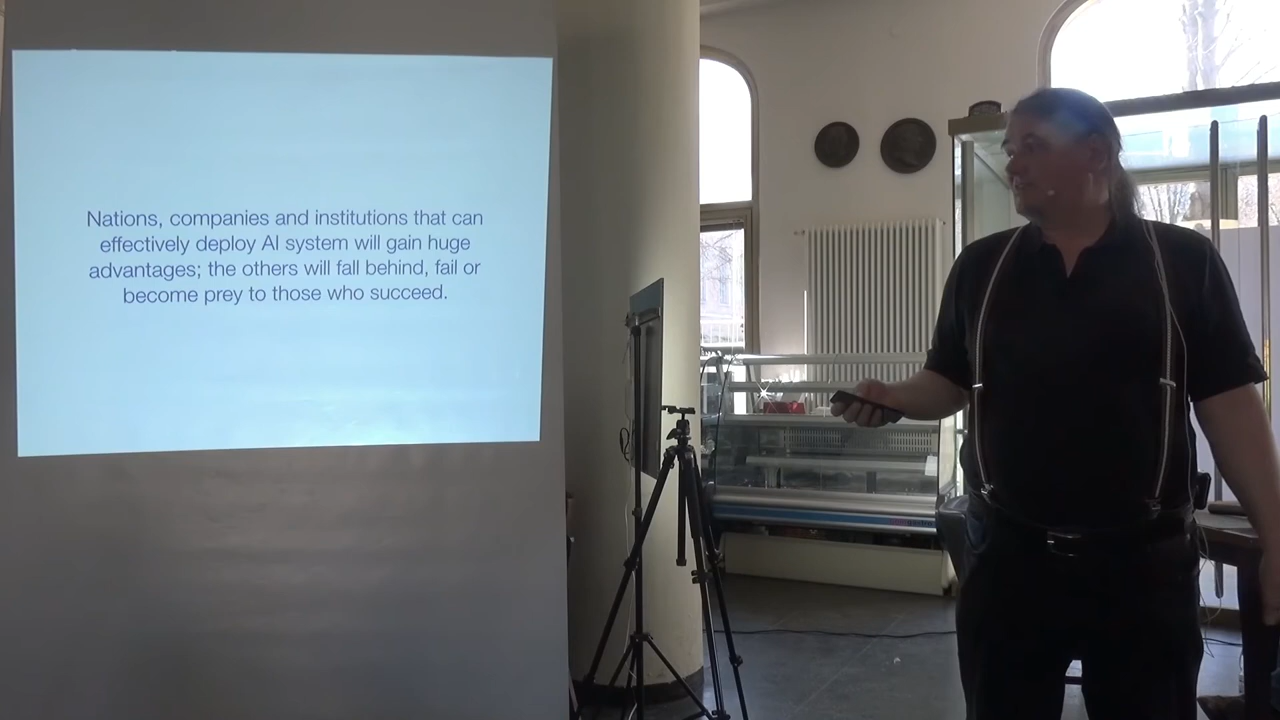 Nations, companies and institutions that can
effectively deploy AI system will gain huge
advantages; the others will fall behind, fail or
become prey to those who succeed.